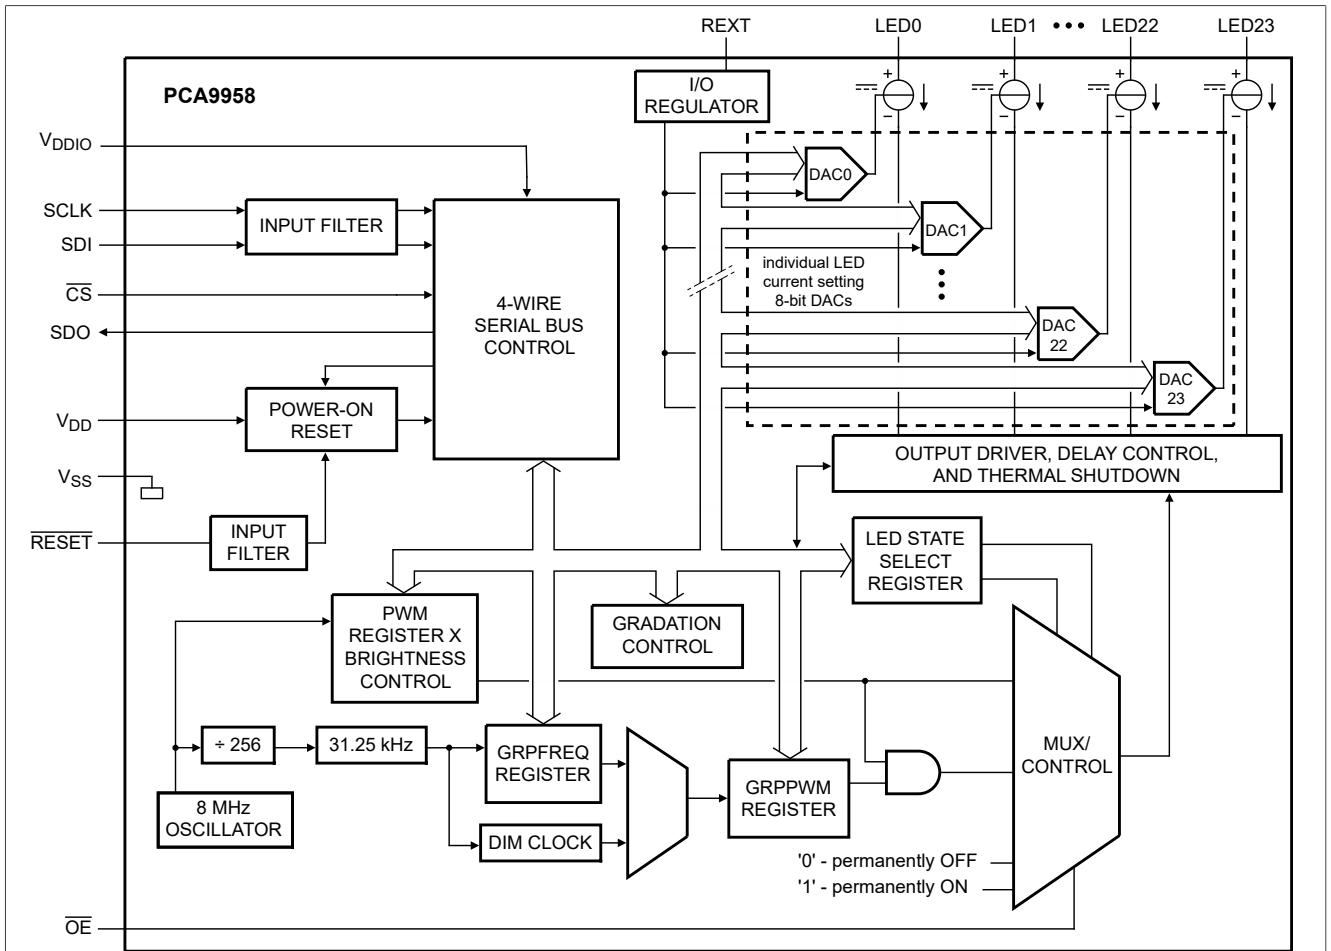 REXT
LED0
LED1
LED22
LED23
PCA9958
I/O
REGULATOR
+
+
+
+
−
−
−
−
VDDIO
SCLK
SDI
CS
SDO
VDD
VSS
RESET
INPUT FILTER
4-WIRE
SERIAL BUS
CONTROL
POWER-ON
RESET
INPUT
FILTER
DAC0
DAC1
individual LED
current setting
8-bit DACs
DAC
22
DAC
23
OUTPUT DRIVER, DELAY CONTROL,
AND THERMAL SHUTDOWN
LED STATE
SELECT
REGISTER
PWM
REGISTER X
BRIGHTNESS
CONTROL
GRADATION
CONTROL
÷ 256
31.25 kHz
GRPFREQ
REGISTER
8 MHz
OSCILLATOR
DIM CLOCK
GRPPWM
REGISTER
MUX/
CONTROL
'0' - permanently OFF
'1' - permanently ON
OE